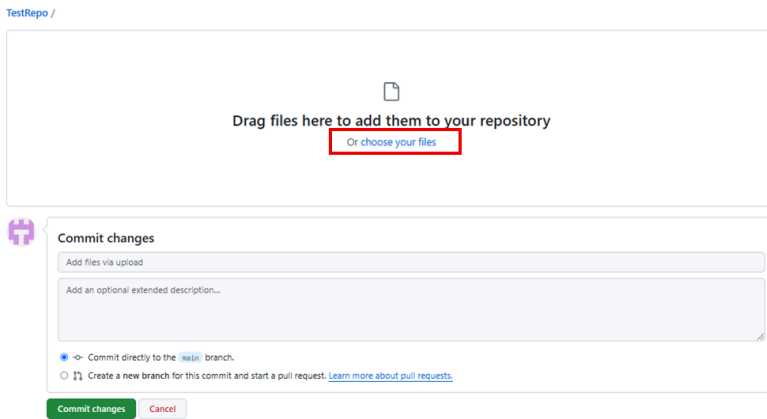 TestRepo /
Drag files here to add them to your repository
Or choose your files
Commit changes
Add files via upload
Add an optional extended description...
Commit directly to the main branch.
Create a new branch for this commit and start a pull request. Learn more about pull requests.
Commit changes Cancel